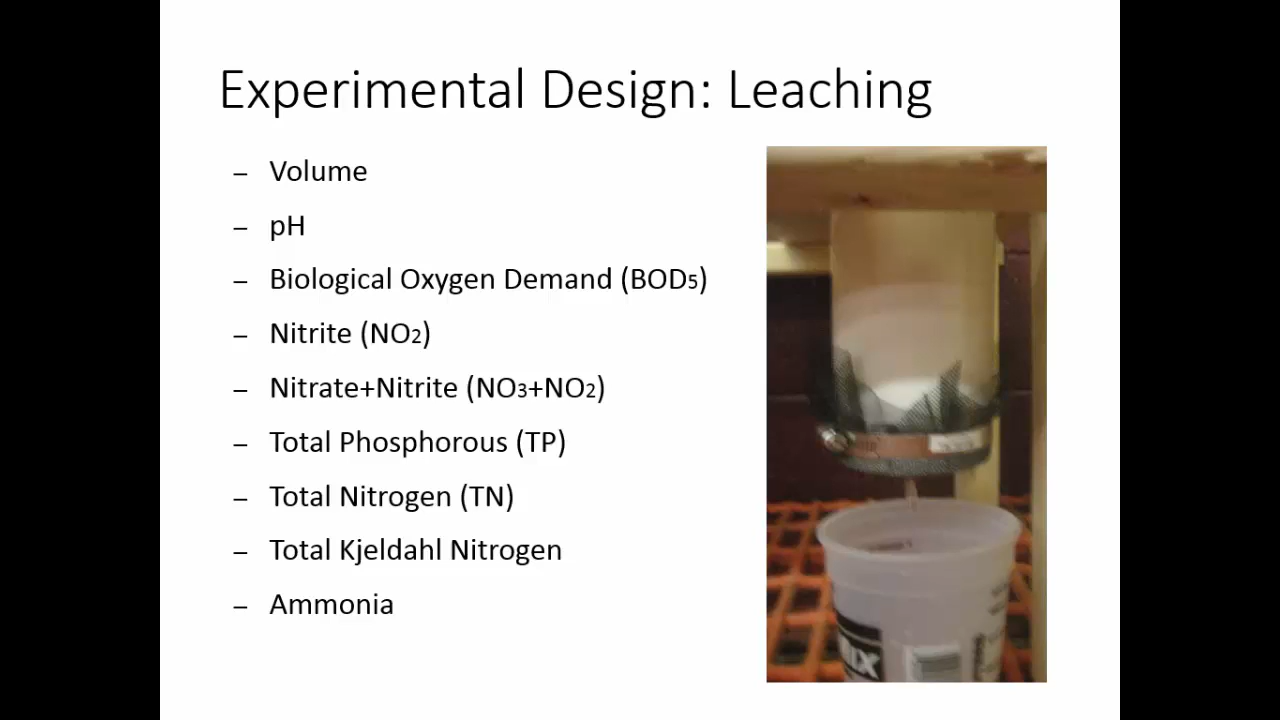 Experimental Design: Leaching
– Volume
– pH
– Biological Oxygen Demand (BOD5)
– Nitrite (NO2)
– Nitrate+Nitrite (NO3+NO2)
– Total Phosphorous (TP)
– Total Nitrogen (TN)
– Total Kjeldahl Nitrogen
– Ammonia